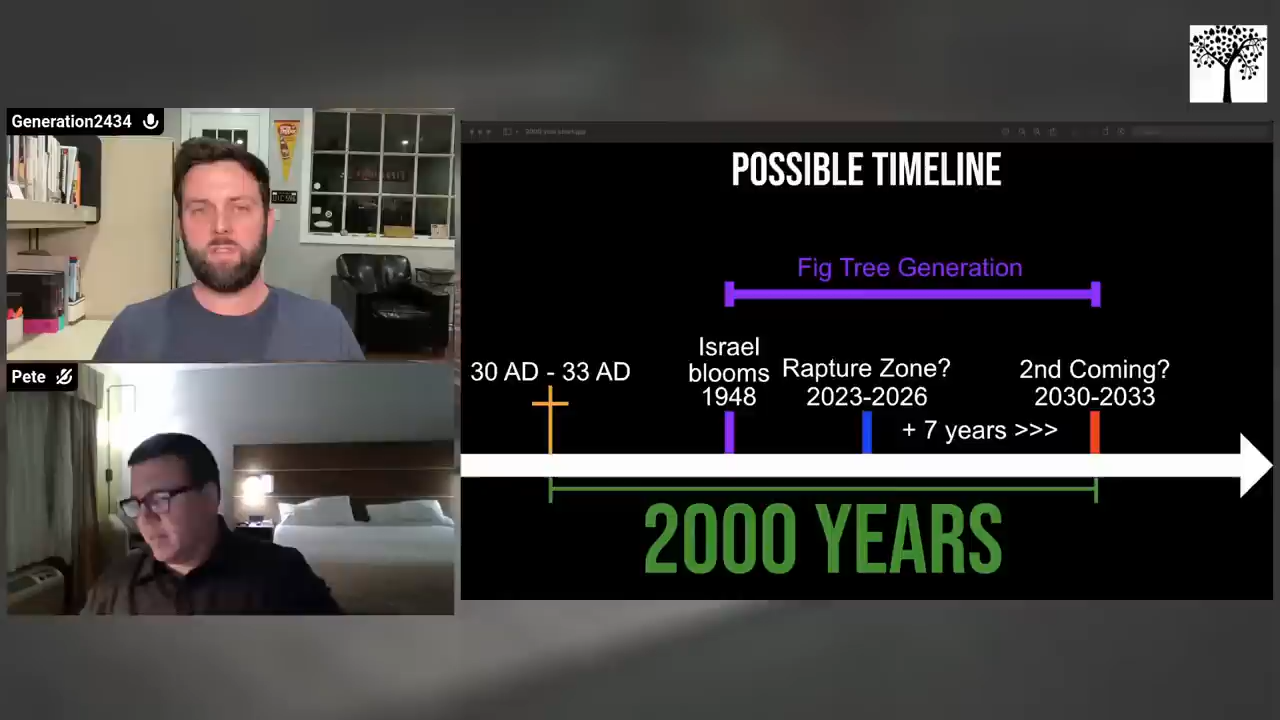 Generation2434
Pete
POSSIBLE TIMELINE
Fig Tree Generation
30 AD - 33 AD
Israel
blooms
1948
Rapture Zone?
2023-2026
2nd Coming?
2030-2033
+ 7 years >>>
2000 YEARS